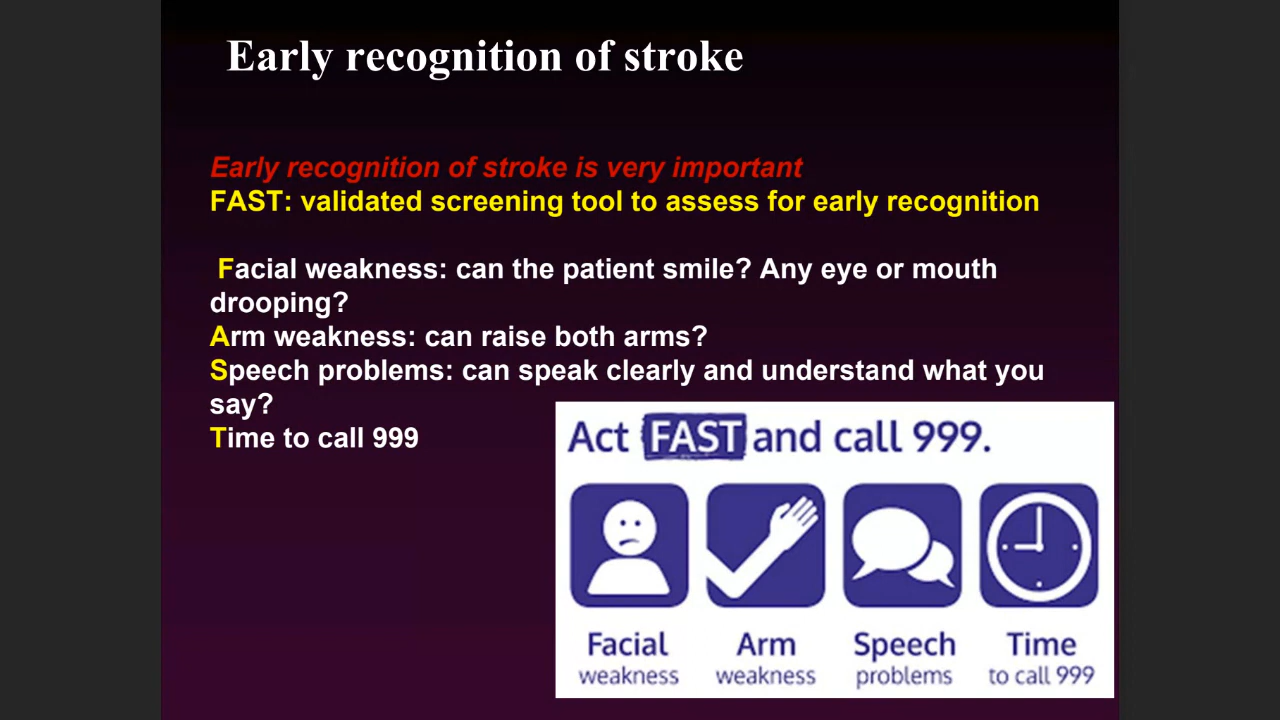 Early recognition of stroke
Early recognition of stroke is very important
FAST: validated screening tool to assess for early recognition
Facial weakness: can the patient smile? Any eye or mouth
drooping?
Arm weakness: can raise both arms?
Speech problems: can speak clearly and understand what you
say?
Time to call 999
Act FAST and call 999.
Facial
weakness
Arm
weakness
Speech
problems
Time
to call 999